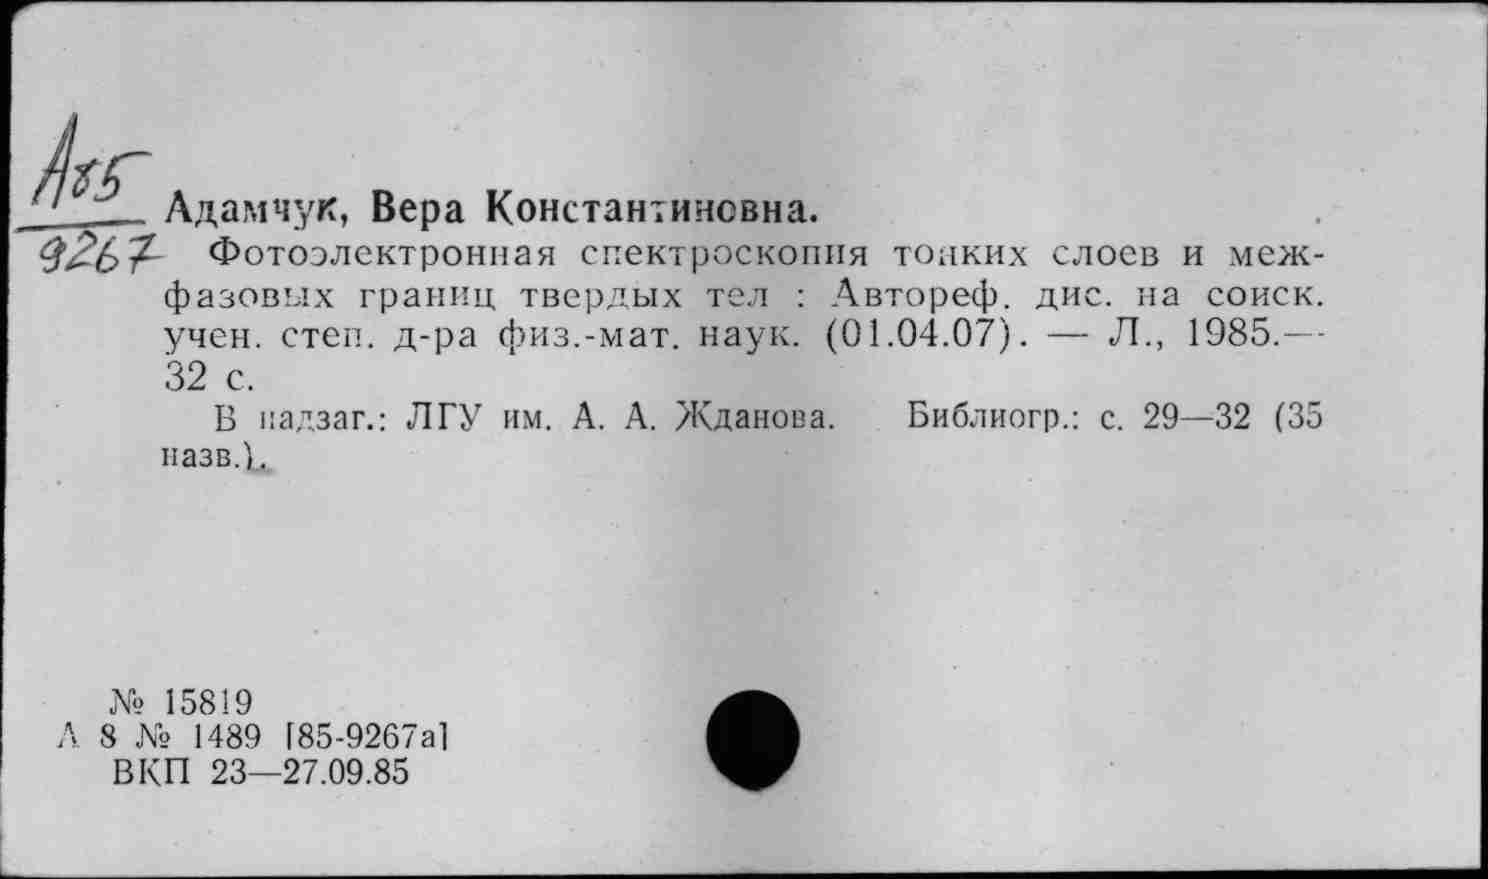 А85
9267
Адамчук, Вера Константиновна.
Фотоэлектронная спектроскопия тонких слоев и меж-
фазовых границ твердых тел : Автореф. дис. на соиск.
учен. степ. д-ра физ.-мат. наук. (01.04.07). — Л., 1985.—
32 с.
В надзаг.: ЛГУ им. А. А. Жданова. Библиогр.: с. 29—32 (35
назв.).
№ 15819
А 8 № 1489 [85-9267а]
ВКП 23—27.09.85